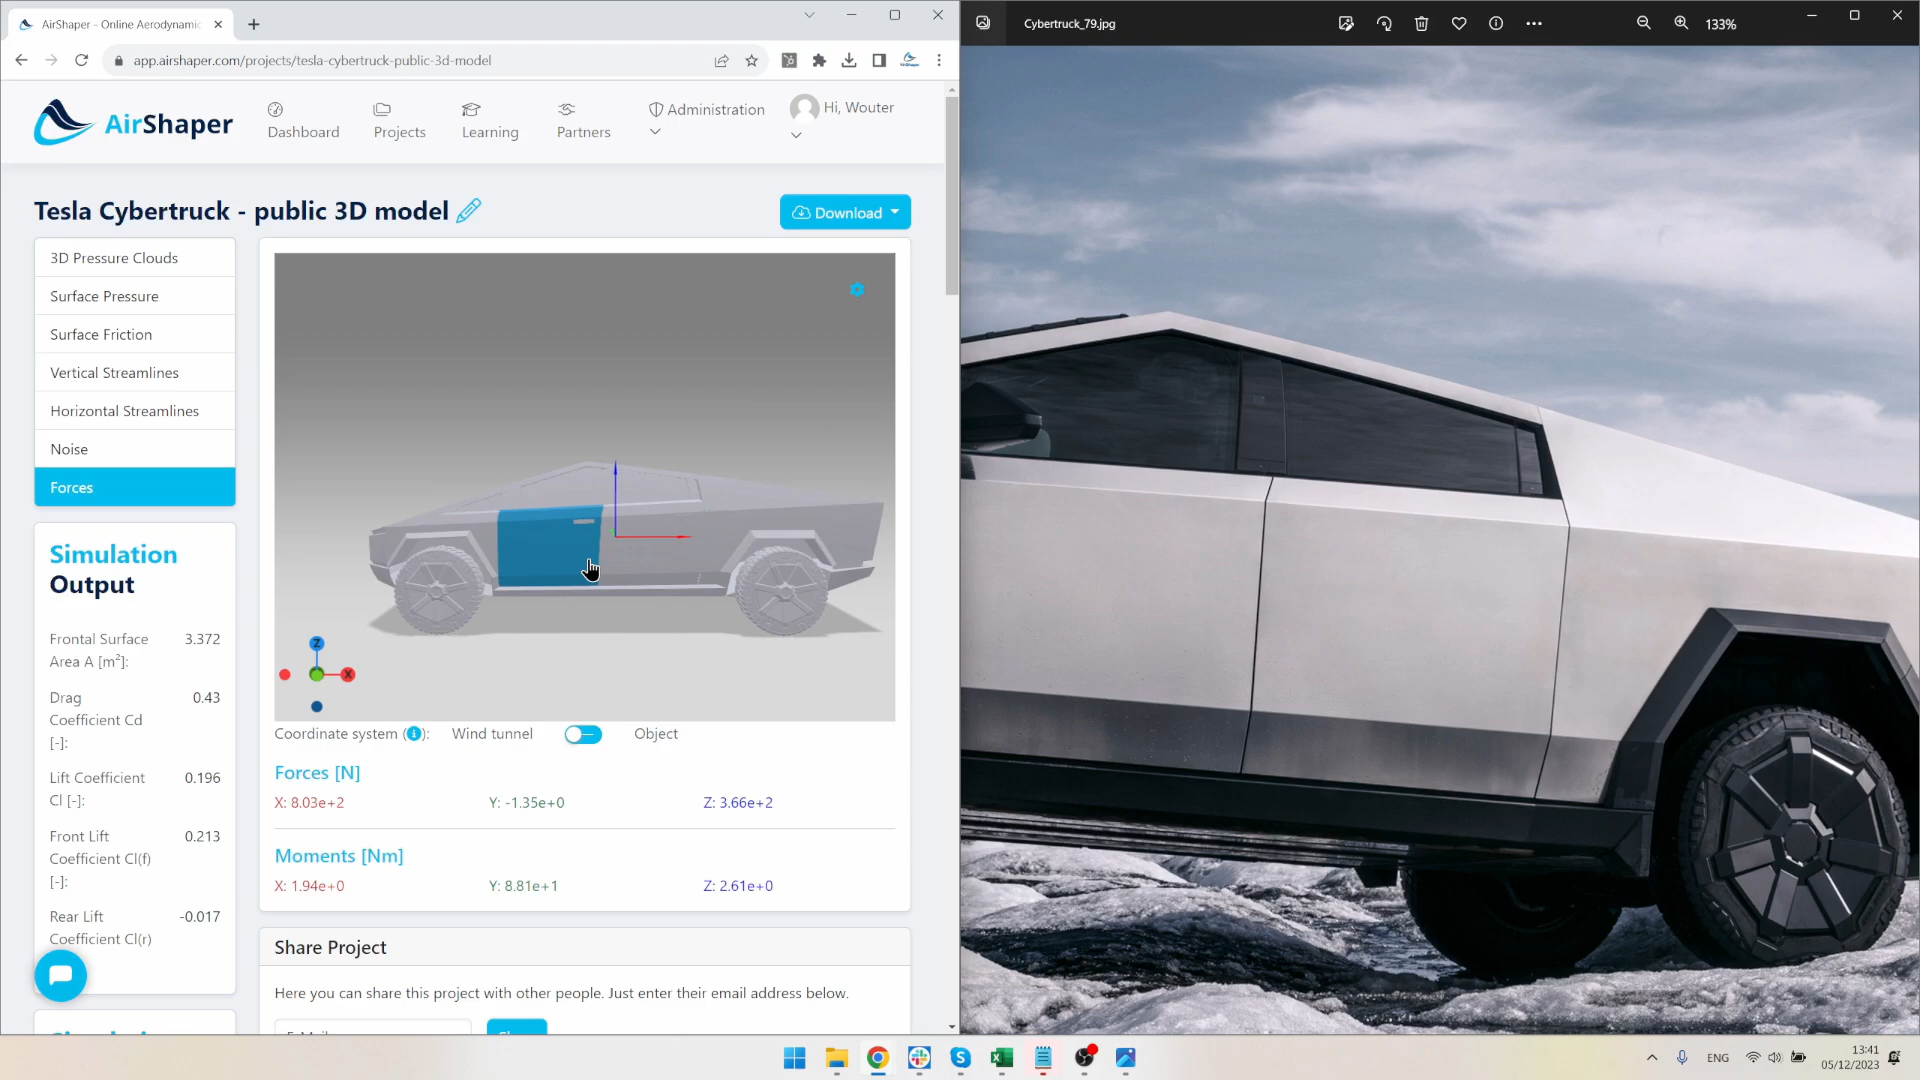 AirShaper - Online Aerodynamic
app.airshaper.com/projects/tesla-cybertruck-public-3d-model
AirShaper
Dashboard
Projects
Learning
Partners
Administration
Hi, Wouter
Tesla Cybertruck - public 3D model
Download
3D Pressure Clouds
Surface Pressure
Surface Friction
Vertical Streamlines
Horizontal Streamlines
Noise
Forces
Simulation
Output
Frontal Surface 3.372
Area A [m²]:
Drag 0.43
Coefficient Cd
[-]:
Lift Coefficient 0.196
Cl [-]:
Front Lift 0.213
Coefficient Cl(f)
[-]:
Rear Lift -0.017
Coefficient Cl(r)
Z
X
Coordinate system (i): Wind tunnel Object
Forces [N]
X: 8.03e+2 Y: -1.35e+0 Z: 3.66e+2
Moments [Nm]
X: 1.94e+0 Y: 8.81e+1 Z: 2.61e+0
Share Project
Here you can share this project with other people. Just enter their email address below.
Cybertruck_79.jpg
133%
ENG
13:41
05/12/2023